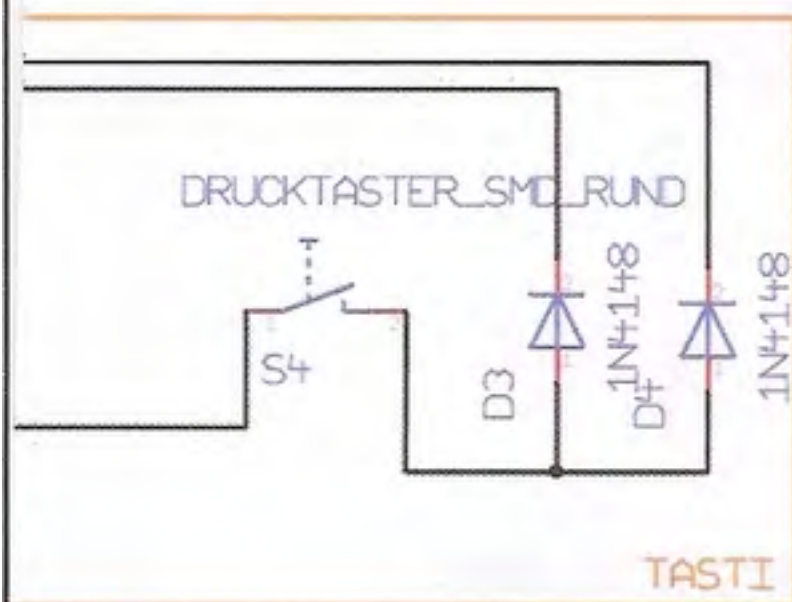 DRUCKTASTER_SMD_RUND
S4
D3
1N4148
D4
1N4148
TASTI